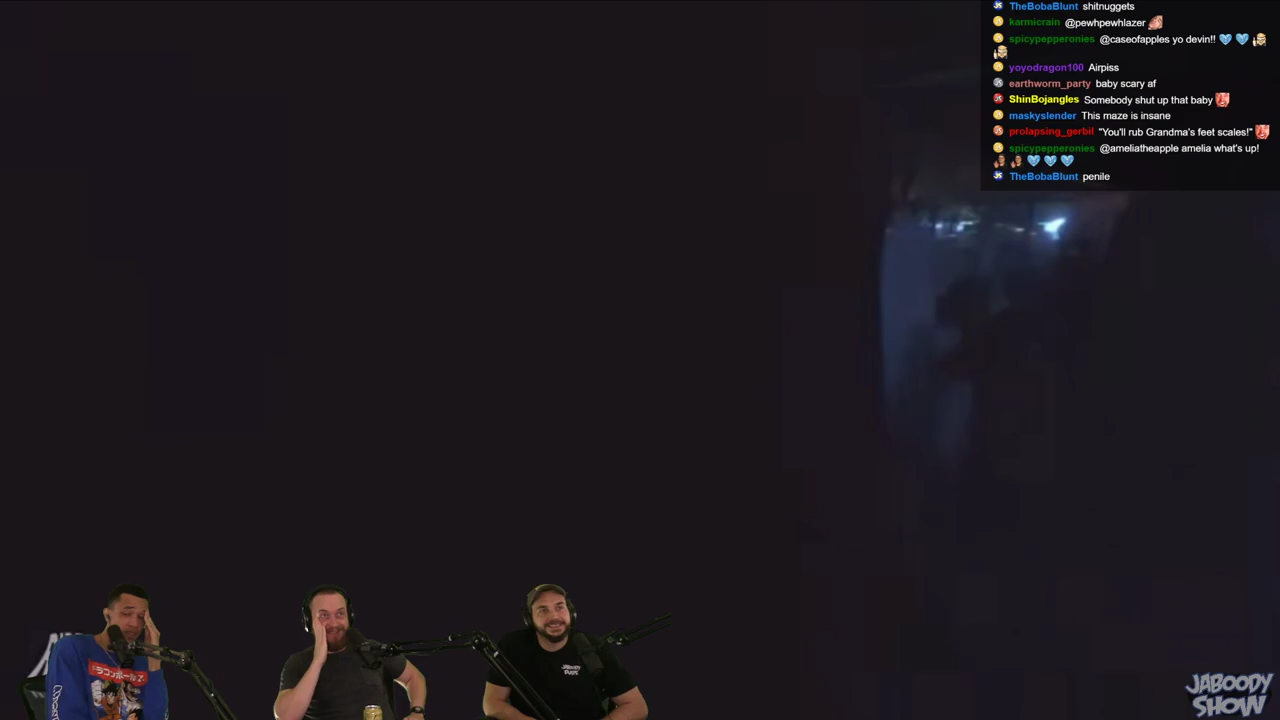 TheBobaBlunt shitnuggets
karmicrain @pewhpewhlazer
spicypepperonies @caseofapples yo devin!!
yoyodragon100 Airpiss
earthworm_party baby scary af
ShinBojangles Somebody shut up that baby
maskyslender This maze is insane
prolapsing_gerbil "You'll rub Grandma's feet scales!"
spicypepperonies @ameliatheapple amelia what's up!
TheBobaBlunt penile
JABOODY
SHOW